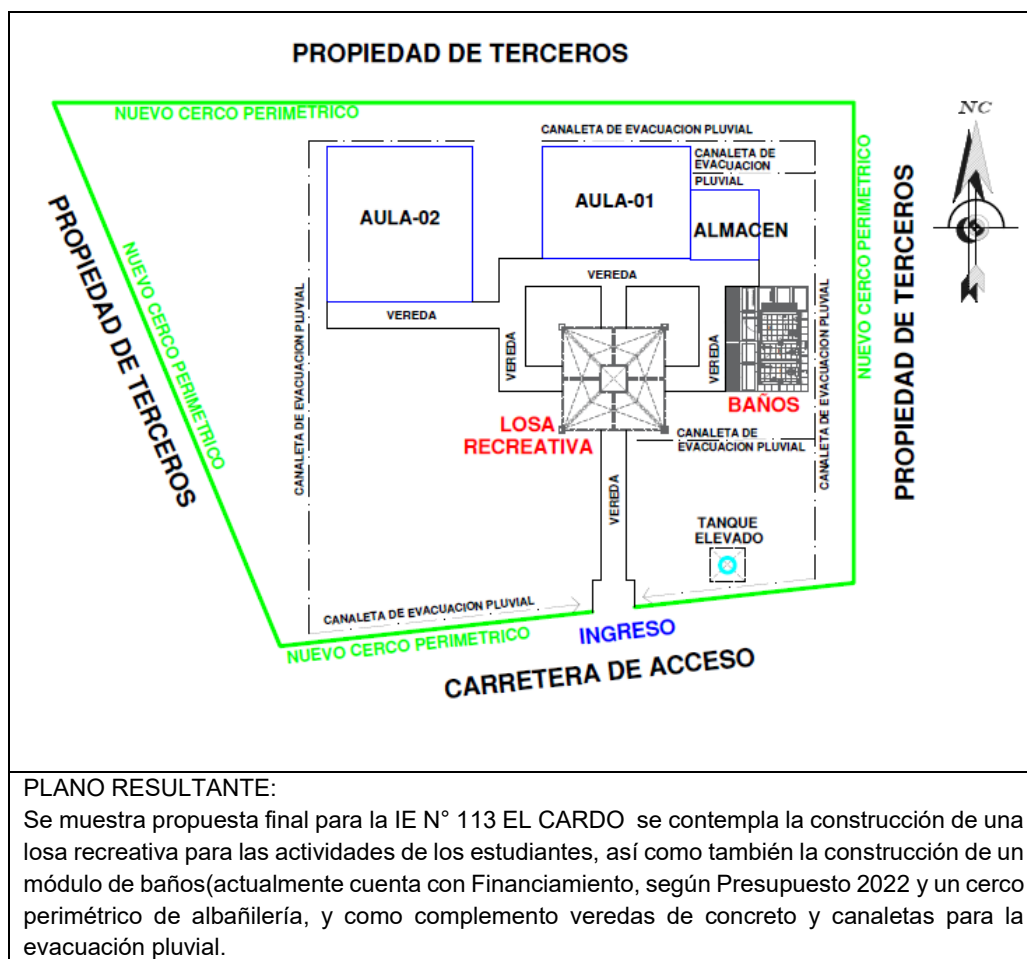 PROPIEDAD DE TERCEROS
NUEVO CERCO PERIMETRICO
NC
CANALETA DE EVACUACION PLUVIAL
CANALETA DE
EVACUACION
PLUVIAL
AULA-02
AULA-01
ALMACEN
PROPIEDAD DE TERCEROS
NUEVO CERCO PERIMETRICO
CANALETA DE EVACUACION PLUVIAL
VEREDA
VEREDA
VEREDA
VEREDA
BAÑOS
LOSA
RECREATIVA
CANALETA DE
EVACUACION PLUVIAL
CANALETA DE EVACUACION PLUVIAL
NUEVO CERCO PERIMETRICO
PROPIEDAD DE TERCEROS
VEREDA
TANQUE
ELEVADO
CANALETA DE EVACUACION PLUVIAL
NUEVO CERCO PERIMETRICO
INGRESO
CARRETERA DE ACCESO
PLANO RESULTANTE:
Se muestra propuesta final para la IE N° 113 EL CARDO se contempla la construcción de una
losa recreativa para las actividades de los estudiantes, así como también la construcción de un
módulo de baños(actualmente cuenta con Financiamiento, según Presupuesto 2022 y un cerco
perimétrico de albañilería, y como complemento veredas de concreto y canaletas para la
evacuación pluvial.